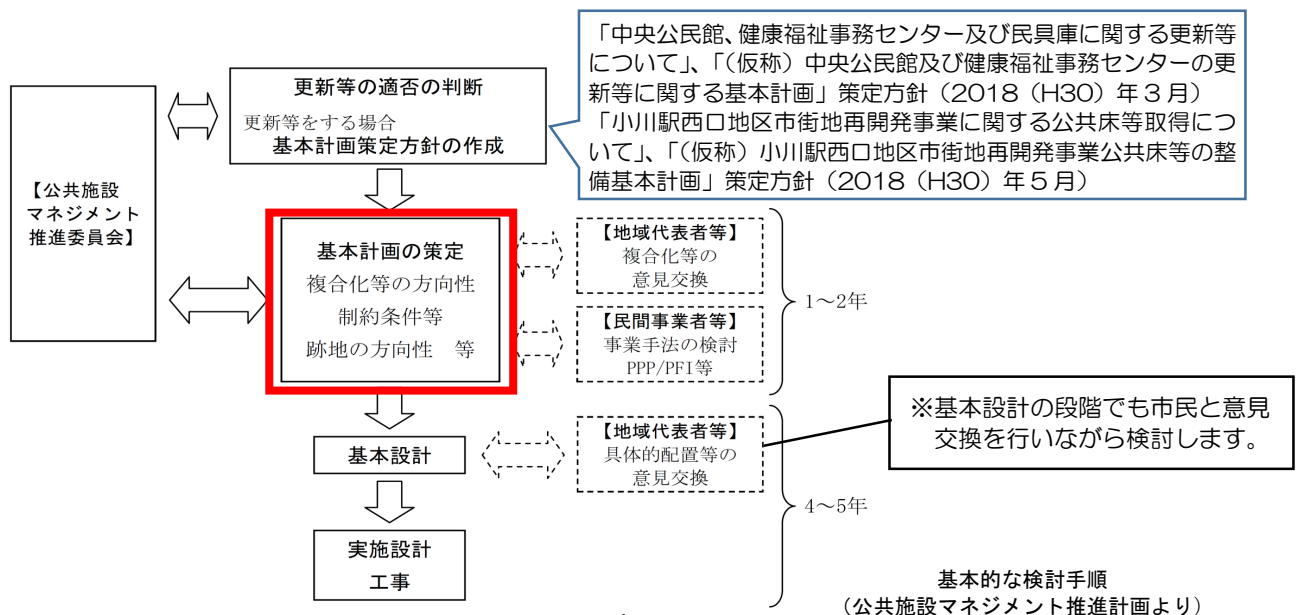 「中央公民館、健康福祉事務センター及び民具庫に関する更新等
について」、「(仮称)中央公民館及び健康福祉事務センターの更
新等に関する基本計画」策定方針(2018(H30)年3月)
「小川駅西口地区市街地再開発事業に関する公共床等取得につ
いて」、「(仮称)小川駅西口地区市街地再開発事業公共床等の整
備基本計画」策定方針(2018(H30)年5月)
更新等の適否の判断
更新等をする場合
基本計画策定方針の作成
【公共施設
マネジメント
推進委員会】
基本計画の策定
複合化等の方向性
制約条件等
跡地の方向性 等
【地域代表者等】
複合化等の
意見交換
【民間事業者等】
事業手法の検討
PPP/PFI等
1~2年
基本設計
【地域代表者等】
具体的配置等の
意見交換
※基本設計の段階でも市民と意見
交換を行いながら検討します。
4~5年
実施設計
工事
基本的な検討手順
(公共施設マネジメント推進計画より)